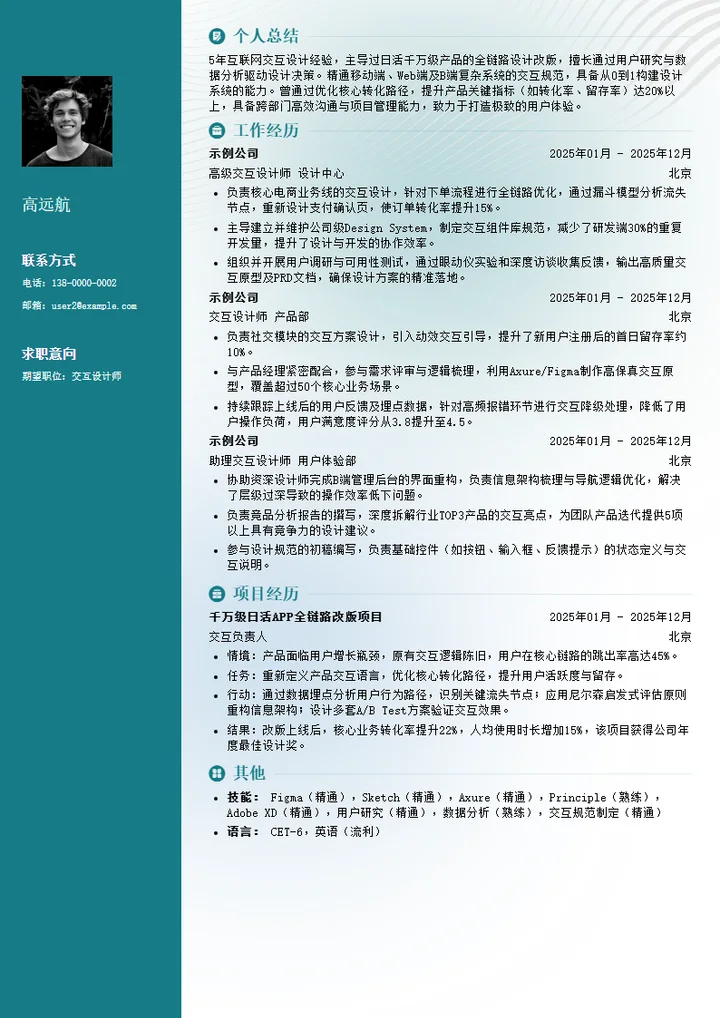 高远航
联系方式
电话：138-0000-0002
邮箱：user2@example.com
求职意向
期望职位：交互设计师
个人总结
5年互联网交互设计经验，主导过日活千万级产品的全链路设计改版，擅长通过用户研究与数
据分析驱动设计决策。精通移动端、Web端及B端复杂系统的交互规范，具备从0到1构建设计
系统的能力。曾通过优化核心转化路径，提升产品关键指标（如转化率、留存率）达20%以
上，具备跨部门高效沟通与项目管理能力，致力于打造极致的用户体验。
工作经历
示例公司 2025年01月 - 2025年12月
高级交互设计师 设计中心 北京
• 负责核心电商业务线的交互设计，针对下单流程进行全链路优化，通过漏斗模型分析流失
节点，重新设计支付确认页，使订单转化率提升15%。
• 主导建立并维护公司级Design System，制定交互组件库规范，减少了研发端30%的重复
开发量，提升了设计与开发的协作效率。
• 组织并开展用户调研与可用性测试，通过眼动仪实验和深度访谈收集反馈，输出高质量交
互原型及PRD文档，确保设计方案的精准落地。
示例公司 2025年01月 - 2025年12月
交互设计师 产品部 北京
• 负责社交模块的交互方案设计，引入动效交互引导，提升了新用户注册后的首日留存率约
10%。
• 与产品经理紧密配合，参与需求评审与逻辑梳理，利用Axure/Figma制作高保真交互原
型，覆盖超过50个核心业务场景。
• 持续跟踪上线后的用户反馈及埋点数据，针对高频报错环节进行交互降级处理，降低了用
户操作负荷，用户满意度评分从3.8提升至4.5。
示例公司 2025年01月 - 2025年12月
助理交互设计师 用户体验部 北京
• 协助资深设计师完成B端管理后台的界面重构，负责信息架构梳理与导航逻辑优化，解决
了层级过深导致的操作效率低下问题。
• 负责竞品分析报告的撰写，深度拆解行业TOP3产品的交互亮点，为团队产品迭代提供5项
以上具有竞争力的设计建议。
• 参与设计规范的初稿编写，负责基础控件（如按钮、输入框、反馈提示）的状态定义与交
互说明。
项目经历
千万级日活APP全链路改版项目 2025年01月 - 2025年12月
交互负责人 北京
• 情境：产品面临用户增长瓶颈，原有交互逻辑陈旧，用户在核心链路的跳出率高达45%。
• 任务：重新定义产品交互语言，优化核心转化路径，提升用户活跃度与留存。
• 行动：通过数据埋点分析用户行为路径，识别关键流失节点；应用尼尔森启发式评估原则
重构信息架构；设计多套A/B Test方案验证交互效果。
• 结果：改版上线后，核心业务转化率提升22%，人均使用时长增加15%，该项目获得公司年
度最佳设计奖。
其他
• 技能： Figma（精通），Sketch（精通），Axure（精通），Principle（熟练），
Adobe XD（精通），用户研究（精通），数据分析（熟练），交互规范制定（精通）
• 语言： CET-6，英语（流利）